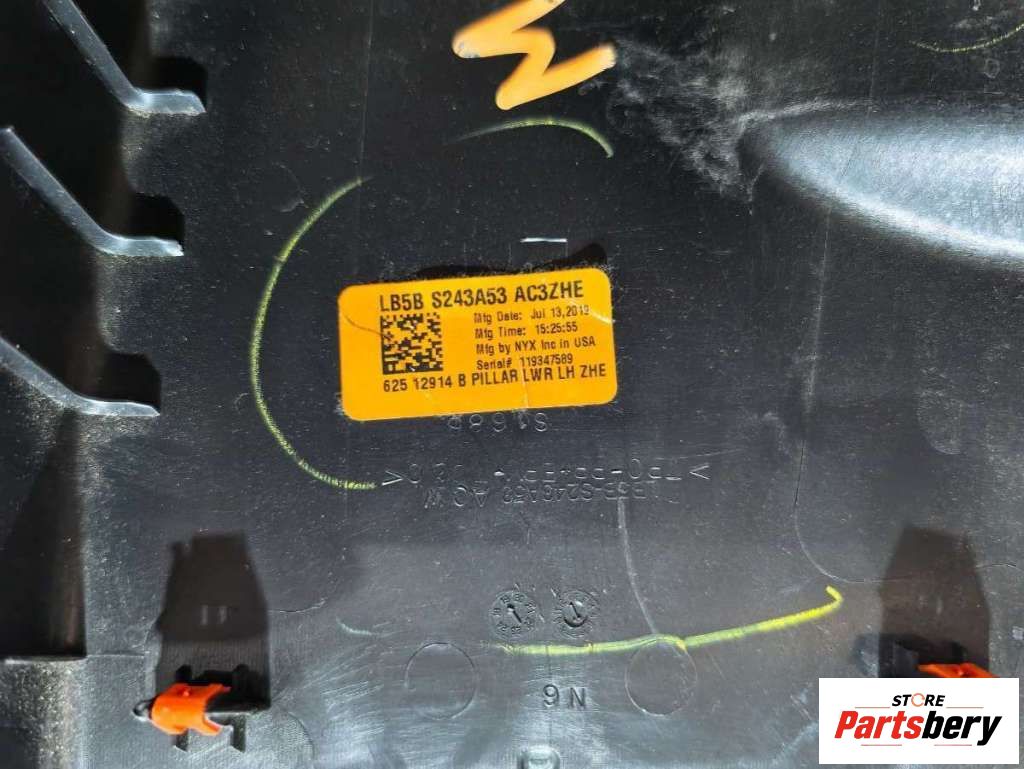 LB5B S243A53 AC3ZHE
Mfg Date: Jul 13,2019
Mfg Time: 15:25:55
Mfg by NYX Inc in USA
Serial# 119347589
625 12914 B PILLAR LWR LH ZHE
N 6
STORE
Partsbery